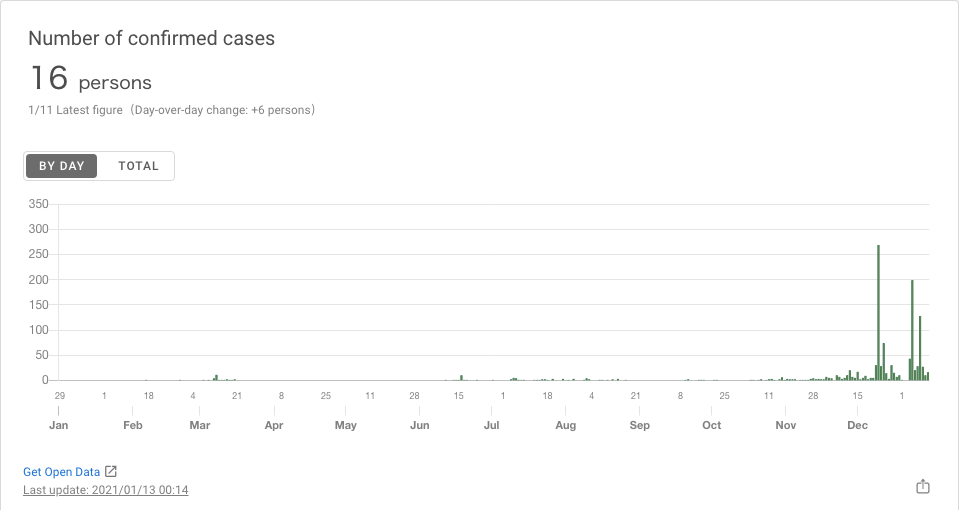 Number of confirmed cases
16 persons
1/11 Latest figure（Day-over-day change: +6 persons）
BY DAY TOTAL
350
300
250
200
150
100
50
0
29 1 18 4 21 8 25 11 28 1 18 4 21 8 25 11 28 15 1
Jan Feb Mar Apr May Jun Jul Aug Sep Oct Nov Dec
Get Open Data
Last update: 2021/01/13 00:14